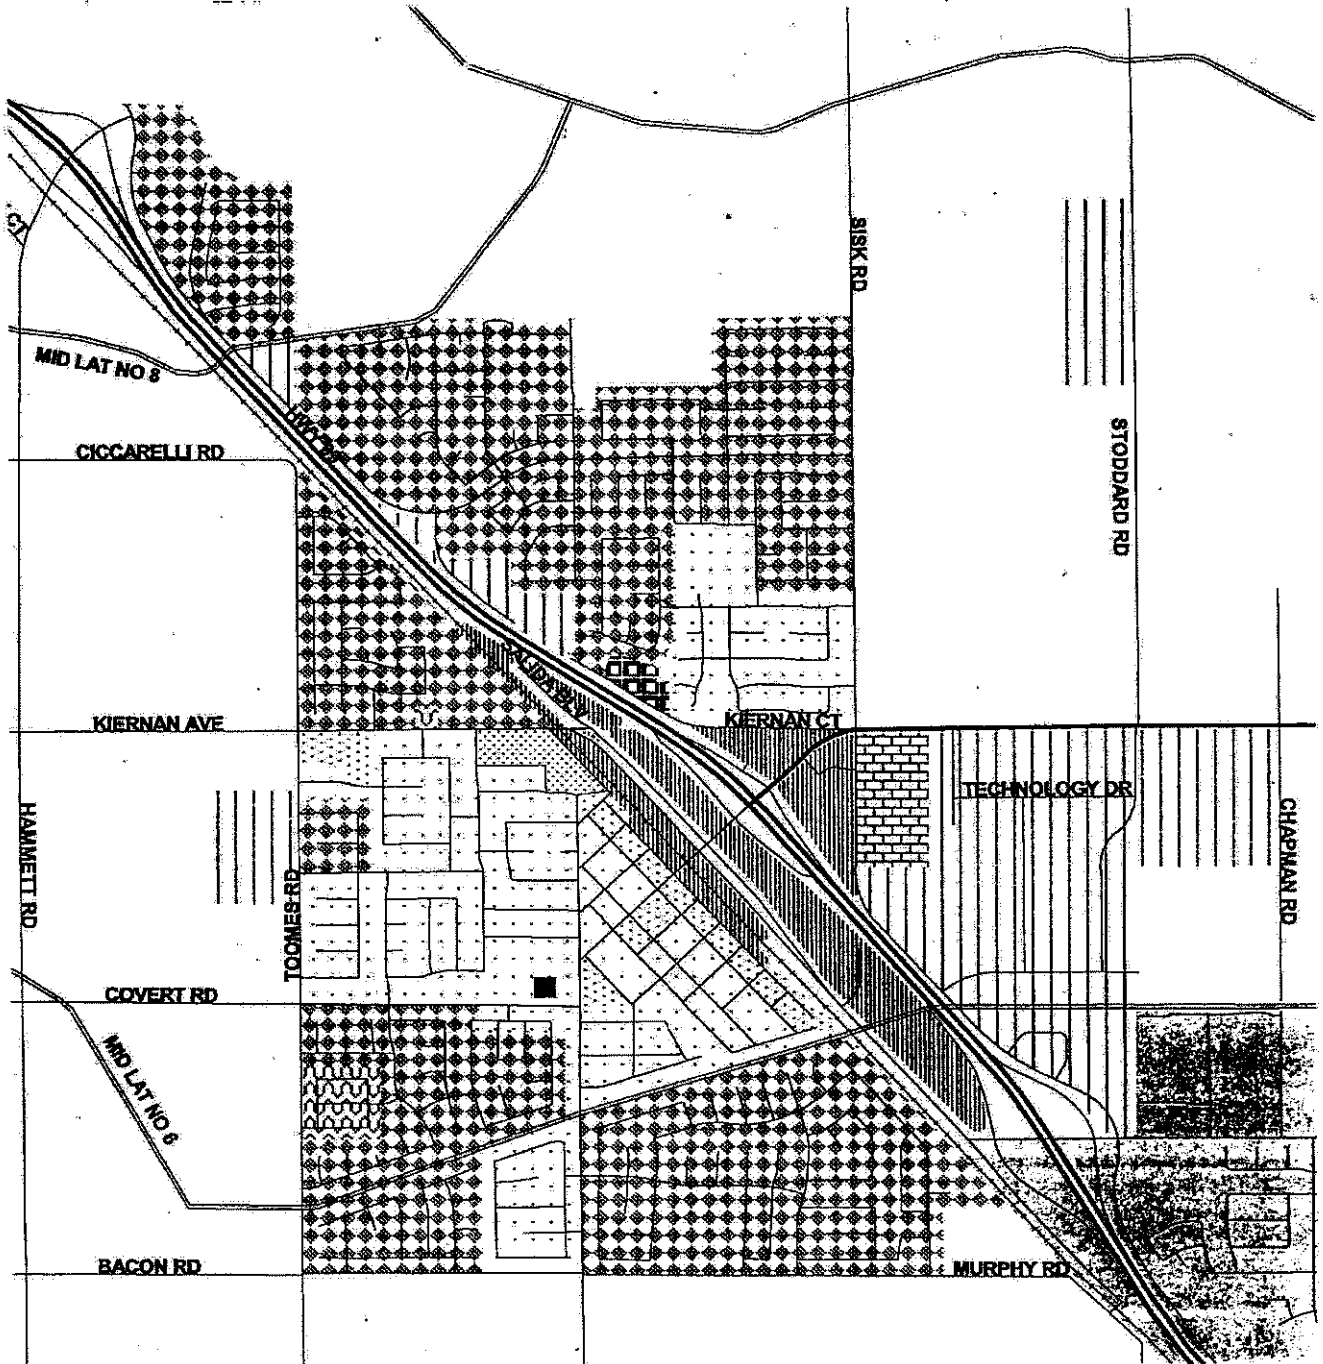 SISK RD
CT
MID LAT NO 8
CICCARELLI RD
STODDARD RD
KIERNAN AVE
KIERNAN CT
TECHNOLOGY DR
HAMMETT RD
TOOMES RD
CHAPMAN RD
COVERT RD
MID LAT NO 6
BACON RD
MURPHY RD